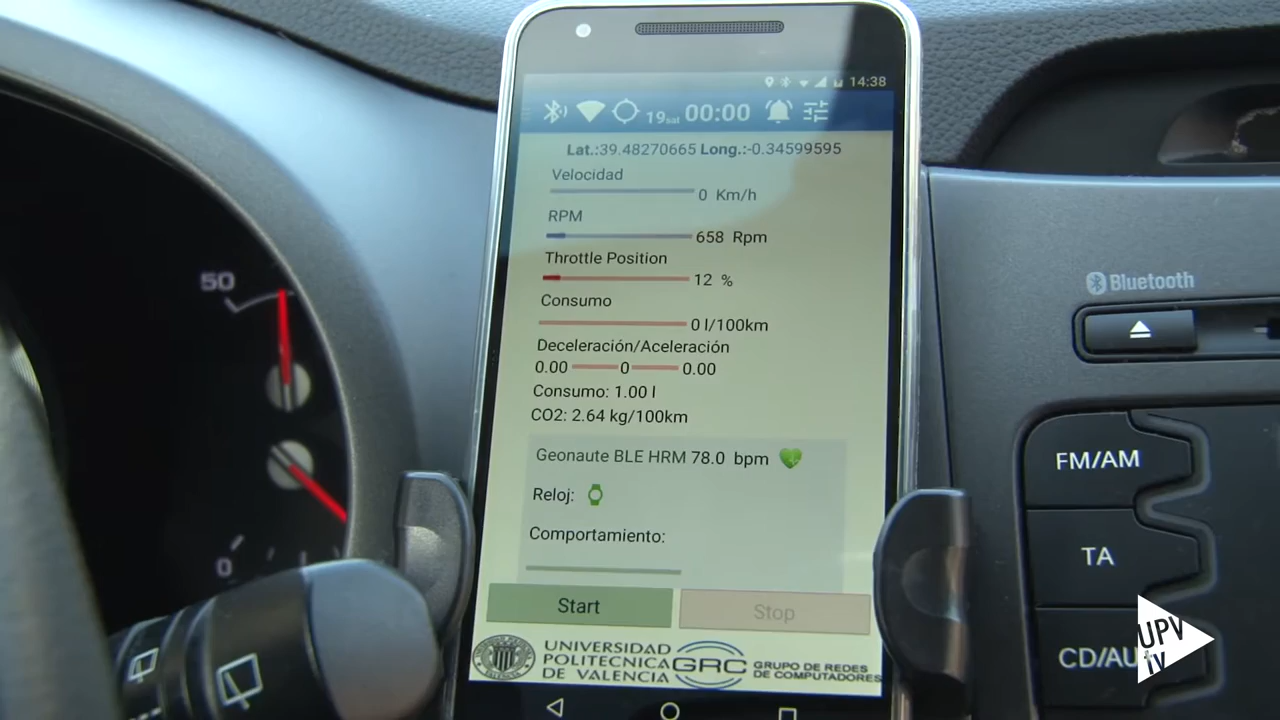 14:38
19sat 00:00
Lat.:39.48270665 Long.:-0.34599595
Velocidad
0 Km/h
RPM
658 Rpm
Throttle Position
12 %
Consumo
0 l/100km
Deceleración/Aceleración
0.00 0 0.00
Consumo: 1.00 l
CO2: 2.64 kg/100km
Geonaute BLE HRM 78.0 bpm
Reloj:
Comportamiento:
Start Stop
UNIVERSIDAD
POLITECNICA
DE VALENCIA
GRC GRUPO DE REDES
DE COMPUTADORES
50
0
Bluetooth
FM/AM
TA
CD/AU
UPV
tv